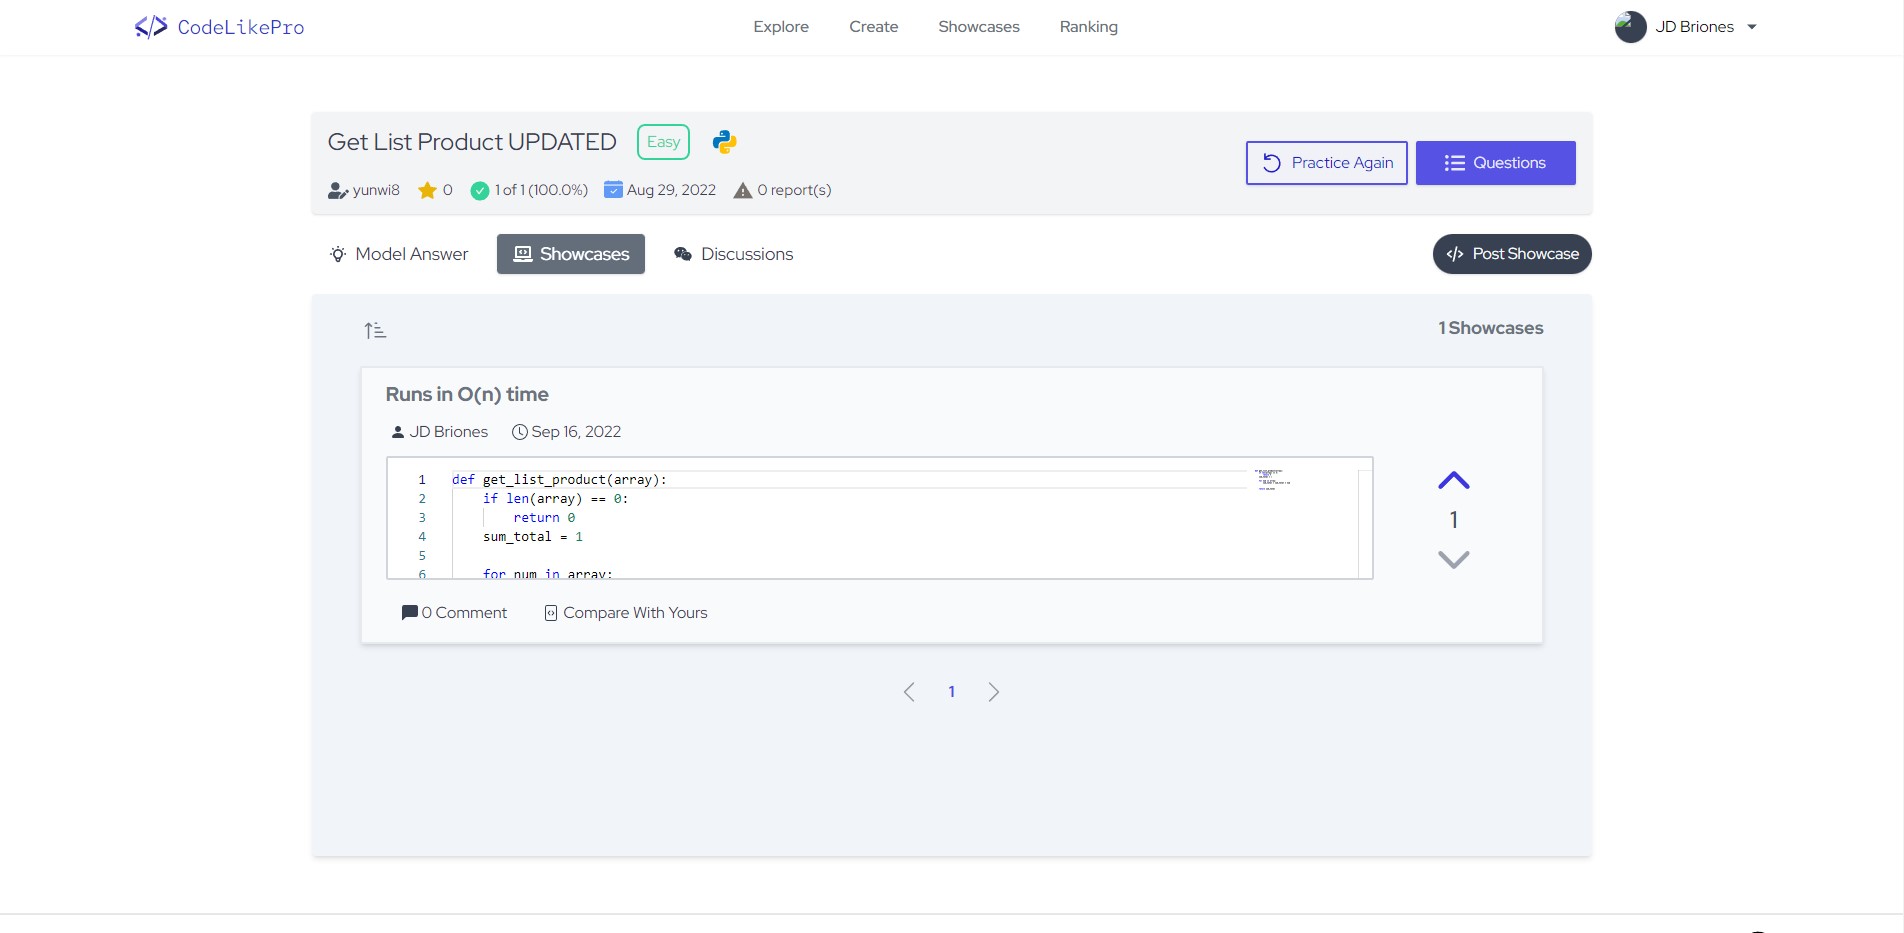 CodeLikePro
Explore Create Showcases Ranking
JD Briones
Get List Product UPDATED Easy
Practice Again Questions
yunwi8 0 1 of 1 (100.0%) Aug 29, 2022 0 report(s)
Model Answer Showcases Discussions Post Showcase
1 Showcases
Runs in O(n) time
JD Briones Sep 16, 2022
1 def get_list_product(array):
2 if len(array) == 0:
3 return 0
4 sum_total = 1
5
6 for num in array:
1
0 Comment Compare With Yours
1